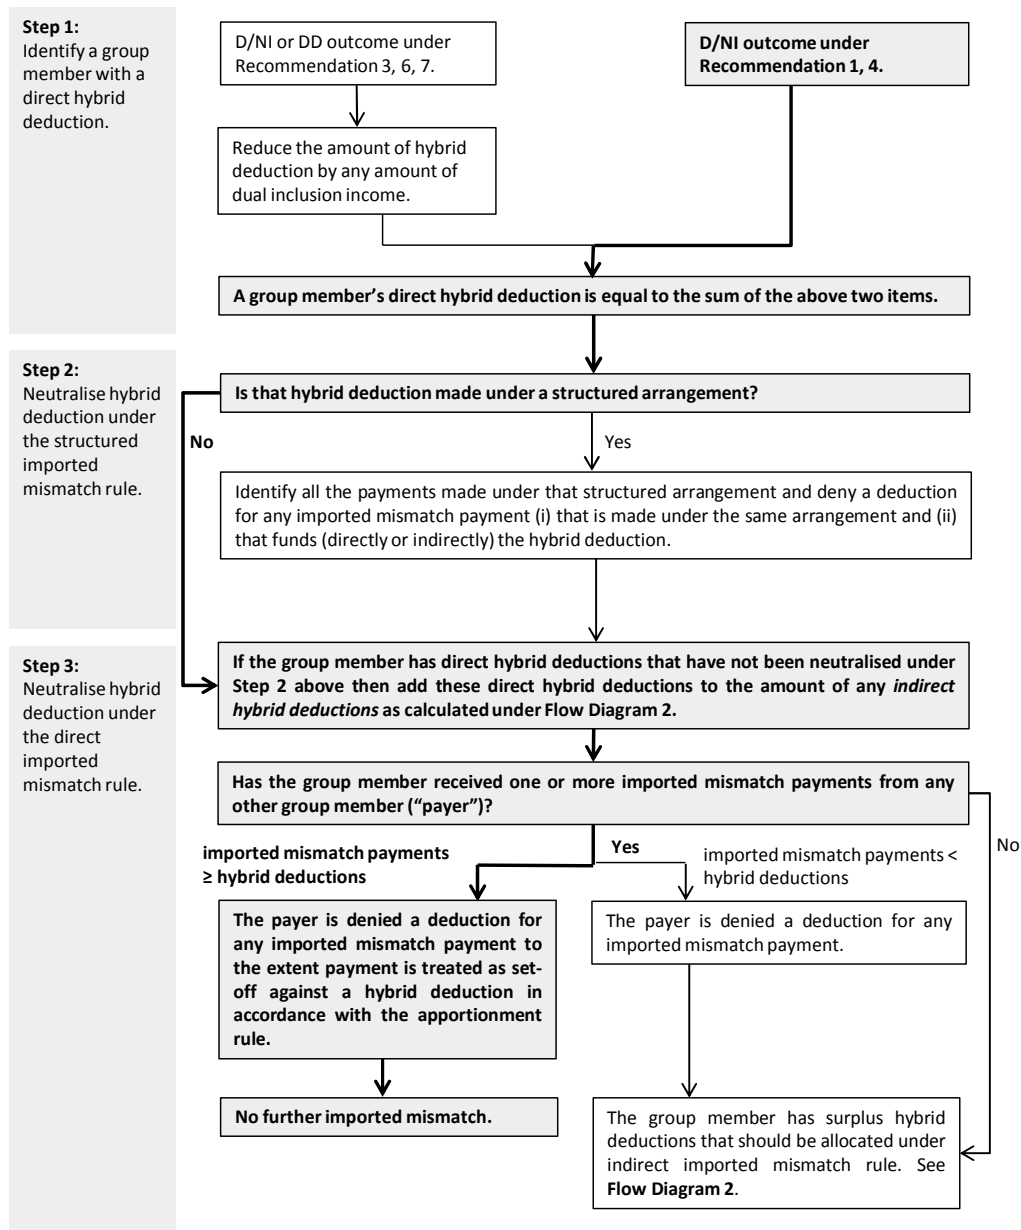 Step 1:
Identify a group
member with a
direct hybrid
deduction.
D/NI or DD outcome under
Recommendation 3, 6, 7.
D/NI outcome under
Recommendation 1, 4.
Reduce the amount of hybrid
deduction by any amount of
dual inclusion income.
A group member’s direct hybrid deduction is equal to the sum of the above two items.
Step 2:
Neutralise hybrid
deduction under
the structured
imported
mismatch rule.
Is that hybrid deduction made under a structured arrangement?
No
Yes
Identify all the payments made under that structured arrangement and deny a deduction
for any imported mismatch payment (i) that is made under the same arrangement and (ii)
that funds (directly or indirectly) the hybrid deduction.
Step 3:
Neutralise hybrid
deduction under
the direct
imported
mismatch rule.
If the group member has direct hybrid deductions that have not been neutralised under
Step 2 above then add these direct hybrid deductions to the amount of any indirect
hybrid deductions as calculated under Flow Diagram 2.
Has the group member received one or more imported mismatch payments from any
other group member (“payer”)?
No
Yes
imported mismatch payments
≥ hybrid deductions
imported mismatch payments <
hybrid deductions
The payer is denied a deduction for
any imported mismatch payment to
the extent payment is treated as set-
off against a hybrid deduction in
accordance with the apportionment
rule.
The payer is denied a deduction for any
imported mismatch payment.
No further imported mismatch.
The group member has surplus hybrid
deductions that should be allocated under
indirect imported mismatch rule. See
Flow Diagram 2.